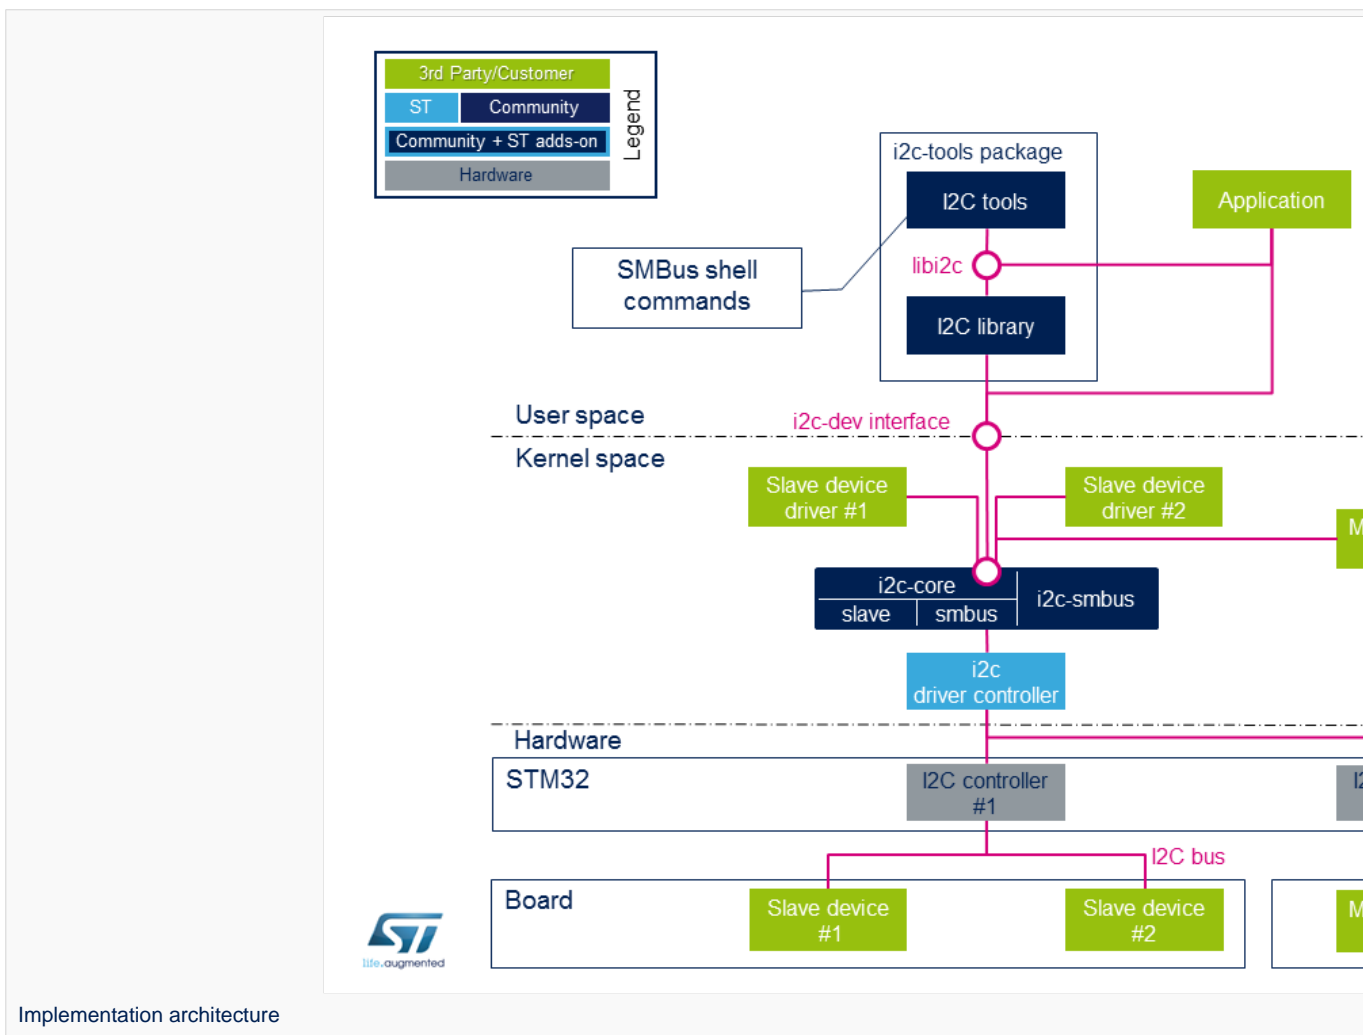 3rd Party/Customer
ST
Community
Community + ST adds-on
Hardware
Legend
i2c-tools package
I2C tools
Application
SMBus shell
commands
libi2c
I2C library
User space
i2c-dev interface
Kernel space
Slave device
driver #1
Slave device
driver #2
M
i2c-core
slave
smbus
i2c-smbus
i2c
driver controller
Hardware
STM32
I2C controller
#1
I2
I2C bus
Board
Slave device
#1
Slave device
#2
M
ST
life.augmented
Implementation architecture